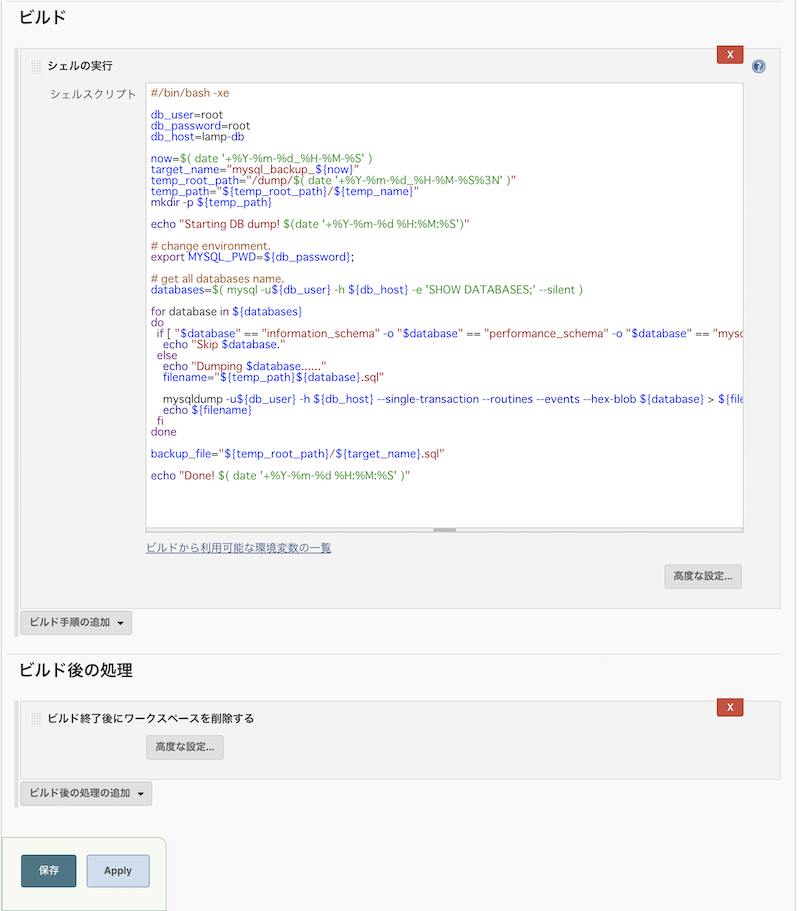 ビルド
X
シェルの実行
?
シェルスクリプト
#/bin/bash -xe
db_user=root
db_password=root
db_host=lamp-db
now=$( date '+%Y-%m-%d_%H-%M-%S' )
target_name="mysql_backup_${now}"
temp_root_path="/dump/$( date '+%Y-%m-%d_%H-%M-%S%3N' )"
temp_path="${temp_root_path}/${temp_name}"
mkdir -p ${temp_path}
echo "Starting DB dump! $(date '+%Y-%m-%d %H:%M:%S')"
# change environment.
export MYSQL_PWD=${db_password};
# get all databases name.
databases=$( mysql -u${db_user} -h ${db_host} -e 'SHOW DATABASES;' --silent )
for database in ${databases}
do
  if [ "$database" == "information_schema" -o "$database" == "performance_schema" -o "$database" == "mysq
    echo "Skip $database."
  else
    echo "Dumping $database......"
    filename="${temp_path}${database}.sql"
    mysqldump -u${db_user} -h ${db_host} --single-transaction --routines --events --hex-blob ${database} > ${file
    echo ${filename}
  fi
done
backup_file="${temp_root_path}/${target_name}.sql"
echo "Done! $( date '+%Y-%m-%d %H:%M:%S' )"
ビルドから利用可能な環境変数の一覧
高度な設定...
ビルド手順の追加
ビルド後の処理
X
ビルド終了後にワークスペースを削除する
高度な設定...
ビルド後の処理の追加
保存 Apply